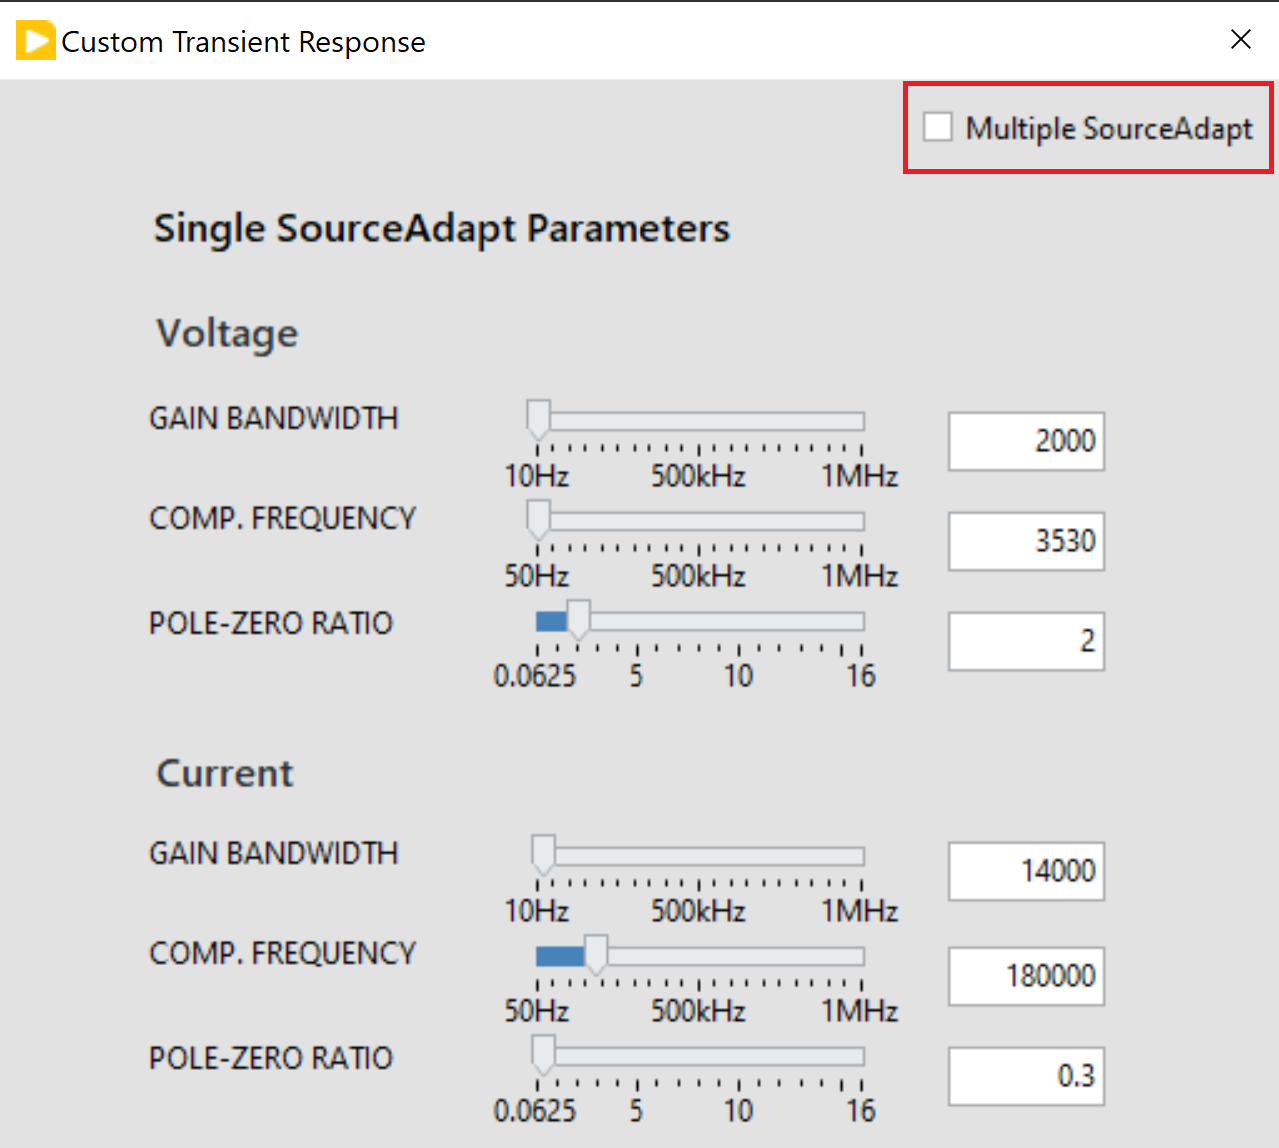 Custom Transient Response
Multiple SourceAdapt
Single SourceAdapt Parameters
Voltage
GAIN BANDWIDTH
2000
10Hz 500kHz 1MHz
COMP. FREQUENCY
3530
50Hz 500kHz 1MHz
POLE-ZERO RATIO
2
0.0625 5 10 16
Current
GAIN BANDWIDTH
14000
10Hz 500kHz 1MHz
COMP. FREQUENCY
180000
50Hz 500kHz 1MHz
POLE-ZERO RATIO
0.3
0.0625 5 10 16